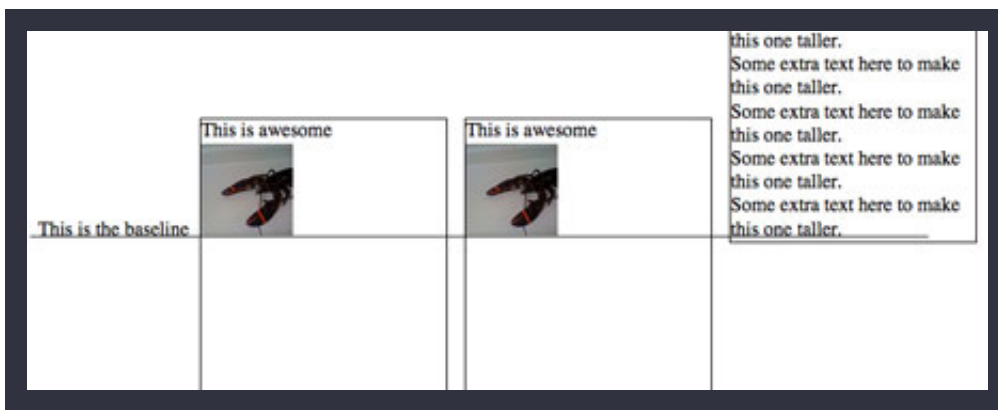 This is the baseline
This is awesome
This is awesome
this one taller.
Some extra text here to make
this one taller.
Some extra text here to make
this one taller.
Some extra text here to make
this one taller.
Some extra text here to make
this one taller.